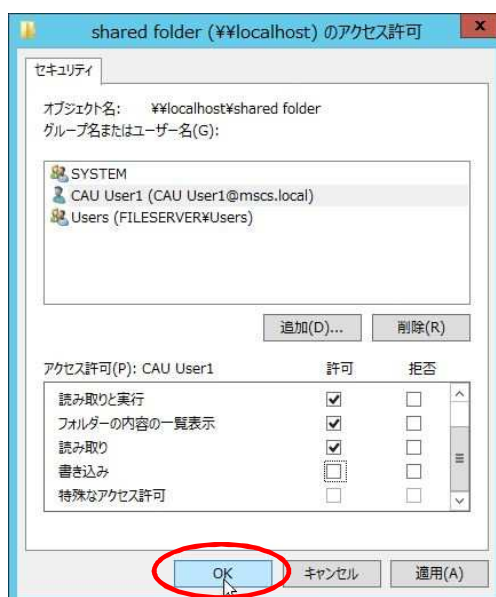 shared folder (¥¥localhost) のアクセス許可
x
セキュリティ
オブジェクト名: ¥¥localhost¥shared folder
グループ名またはユーザー名(G):
SYSTEM
CAU User1 (CAU User1@mscs.local)
Users (FILESERVER¥Users)
追加(D)... 削除(R)
アクセス許可(P): CAU User1 許可 拒否
読み取りと実行
フォルダーの内容の一覧表示
読み取り
書き込み
特殊なアクセス許可
OK キャンセル 適用(A)